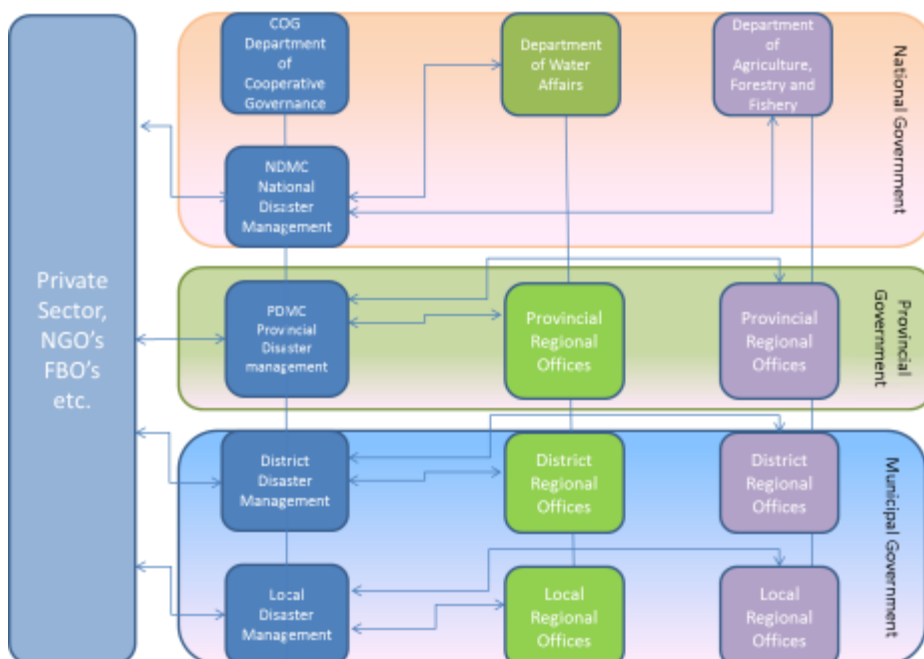 Private
Sector,
NGO's
FBO's
etc.
COG
Department
of
Cooperative
Governance
Department
of Water
Affairs
Department
of
Agriculture,
Forestry and
Fishery
NDMC
National
Disaster
Management
National Government
PDMC
Provincial
Disaster
management
Provincial
Regional
Offices
Provincial
Regional
Offices
Provincial
Government
District
Disaster
Management
District
Regional
Offices
District
Regional
Offices
Local
Disaster
Management
Local
Regional
Offices
Local
Regional
Offices
Municipal Government